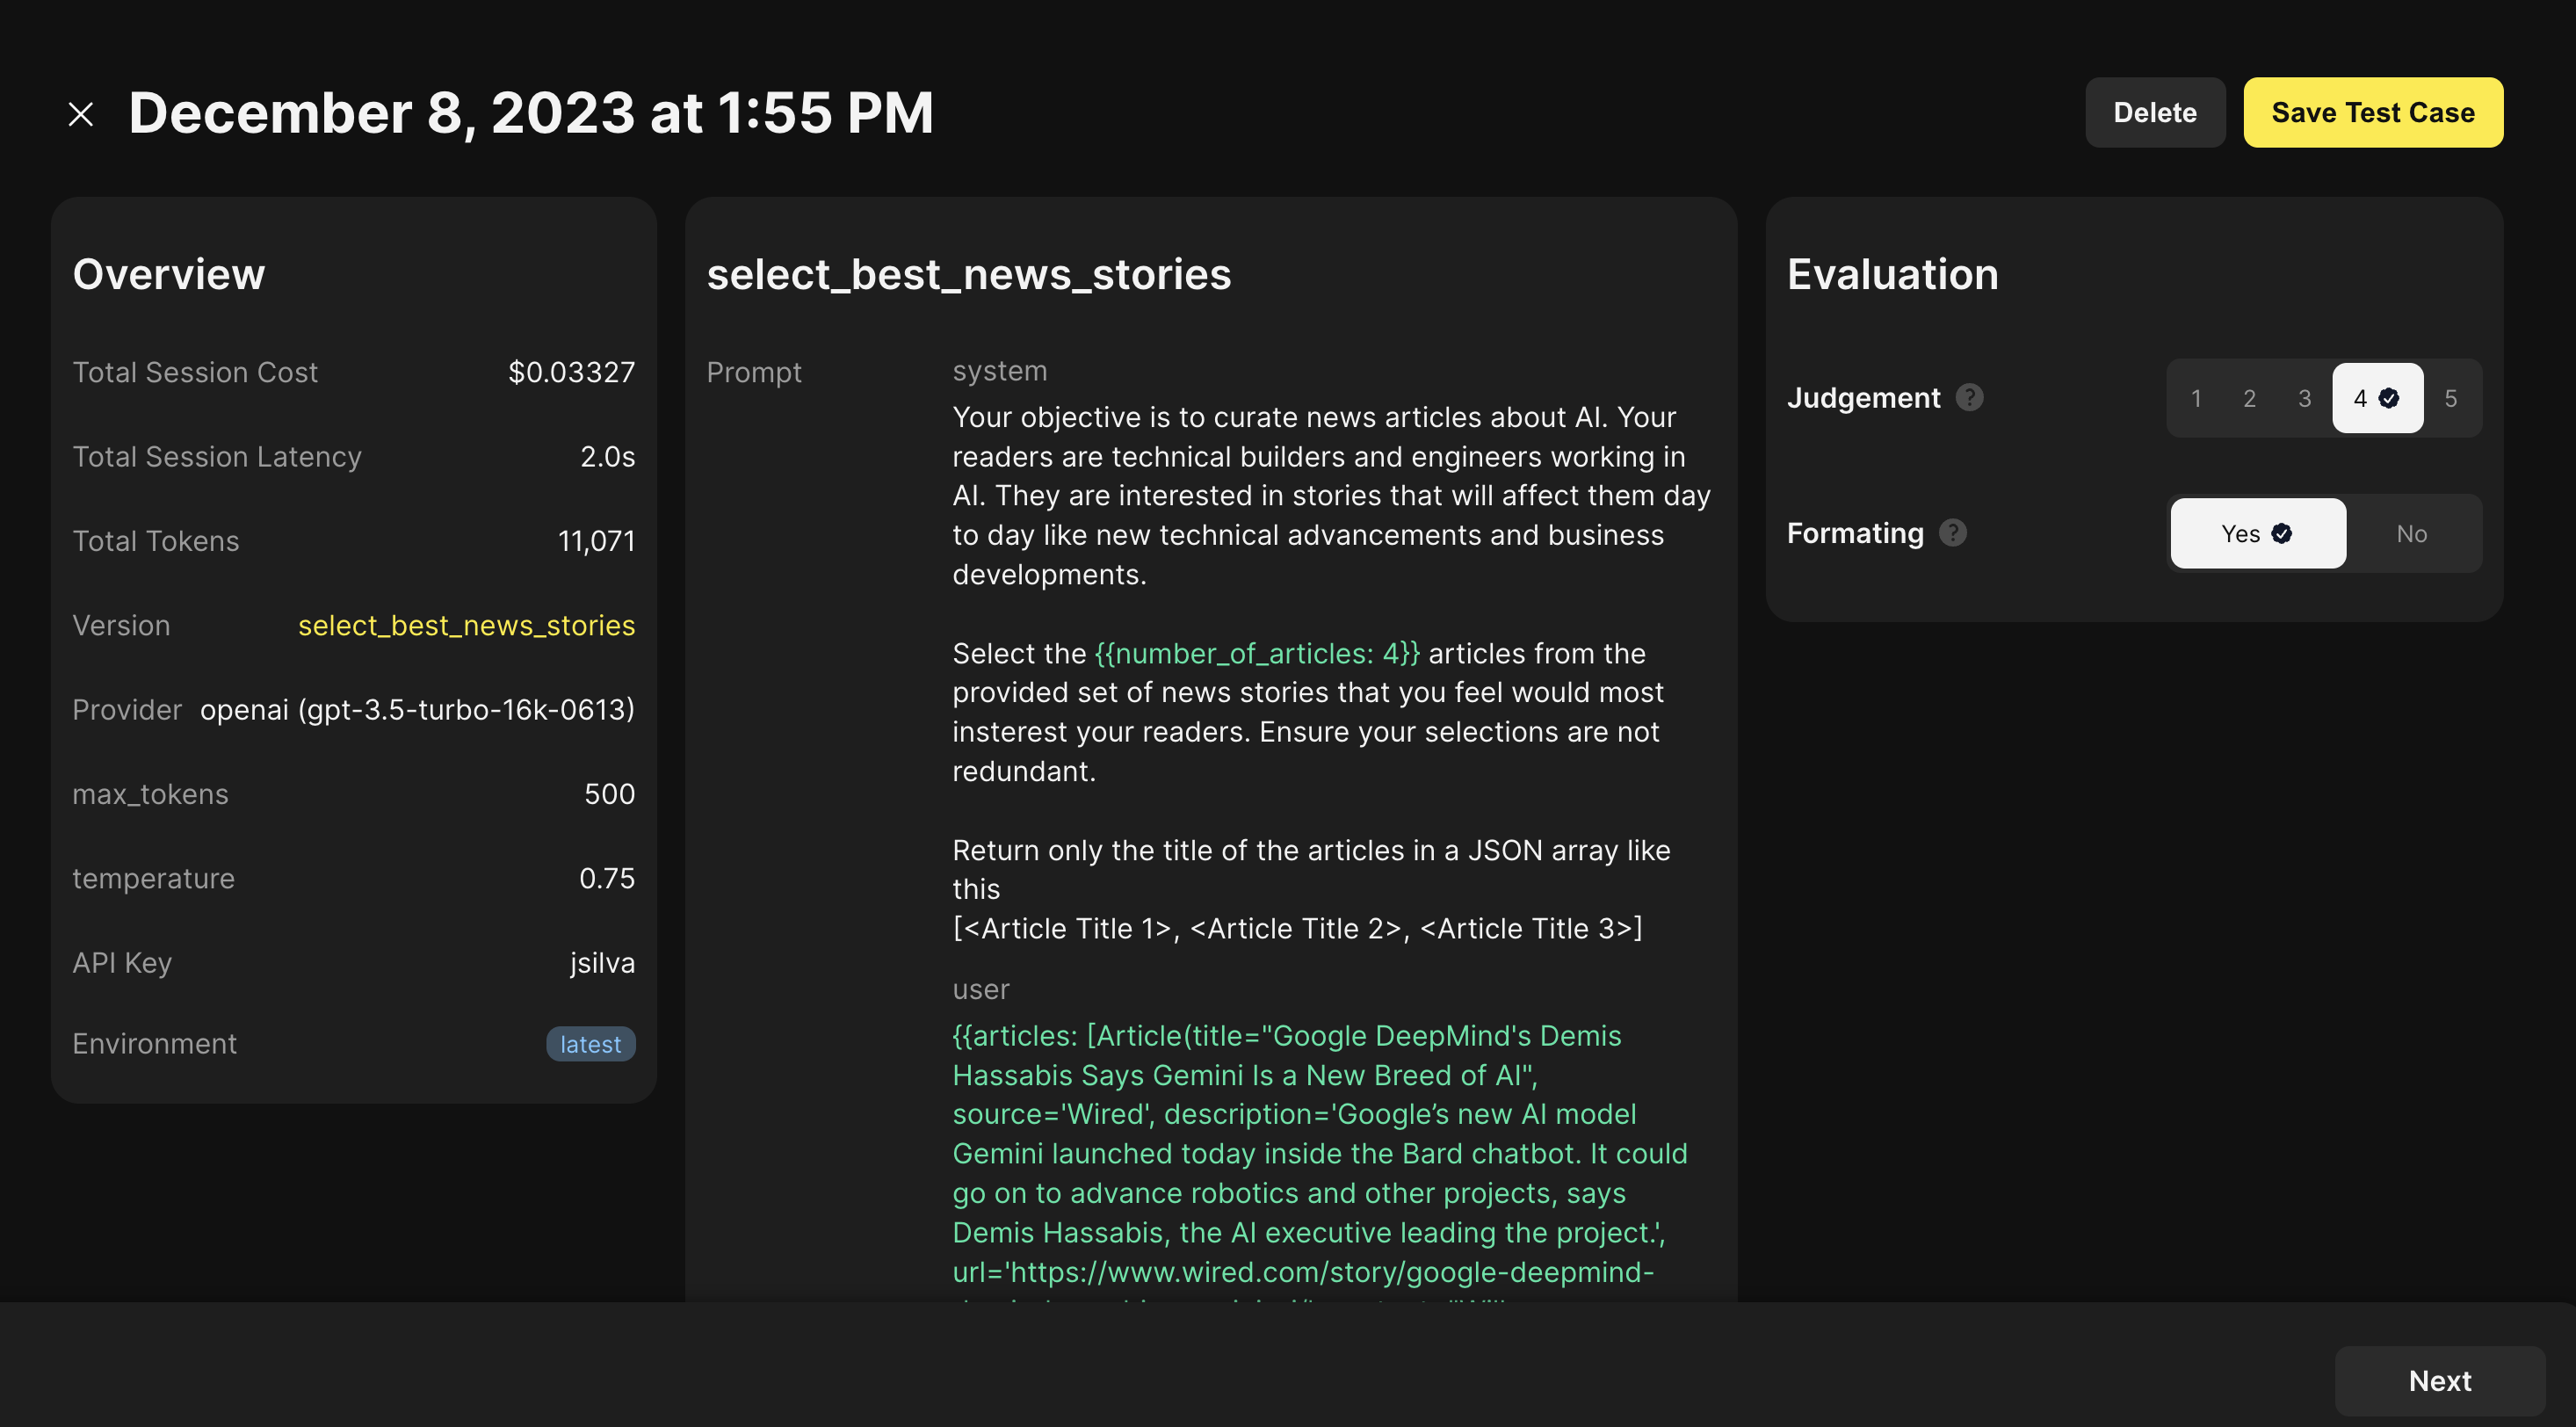 December 8, 2023 at 1:55 PM
Delete
Save Test Case
Overview
Total Session Cost $0.03327
Total Session Latency 2.0s
Total Tokens 11,071
Version select_best_news_stories
Provider openai (gpt-3.5-turbo-16k-0613)
max_tokens 500
temperature 0.75
API Key jsilva
Environment latest
select_best_news_stories
Prompt
system
Your objective is to curate news articles about AI. Your
readers are technical builders and engineers working in
AI. They are interested in stories that will affect them day
to day like new technical advancements and business
developments.
Select the {{number_of_articles: 4}} articles from the
provided set of news stories that you feel would most
insterest your readers. Ensure your selections are not
redundant.
Return only the title of the articles in a JSON array like
this
[<Article Title 1>, <Article Title 2>, <Article Title 3>]
user
{{articles: [Article(title="Google DeepMind's Demis
Hassabis Says Gemini Is a New Breed of AI",
source='Wired', description='Google’s new AI model
Gemini launched today inside the Bard chatbot. It could
go on to advance robotics and other projects, says
Demis Hassabis, the AI executive leading the project.',
url='https://www.wired.com/story/google-deepmind-
Evaluation
Judgement ? 1 2 3 4 5
Formating ? Yes No
Next